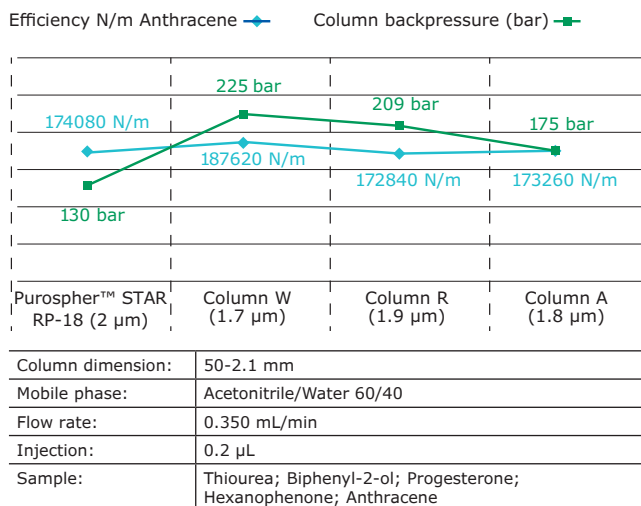 Efficiency N/m Anthracene
Column backpressure (bar)
225 bar
209 bar
174080 N/m
175 bar
187620 N/m
172840 N/m
173260 N/m
130 bar
Purospher™ STAR
RP-18 (2 µm)
Column W
(1.7 µm)
Column R
(1.9 µm)
Column A
(1.8 µm)
Column dimension: 50-2.1 mm
Mobile phase: Acetonitrile/Water 60/40
Flow rate: 0.350 mL/min
Injection: 0.2 µL
Sample: Thiourea; Biphenyl-2-ol; Progesterone;
Hexanophenone; Anthracene